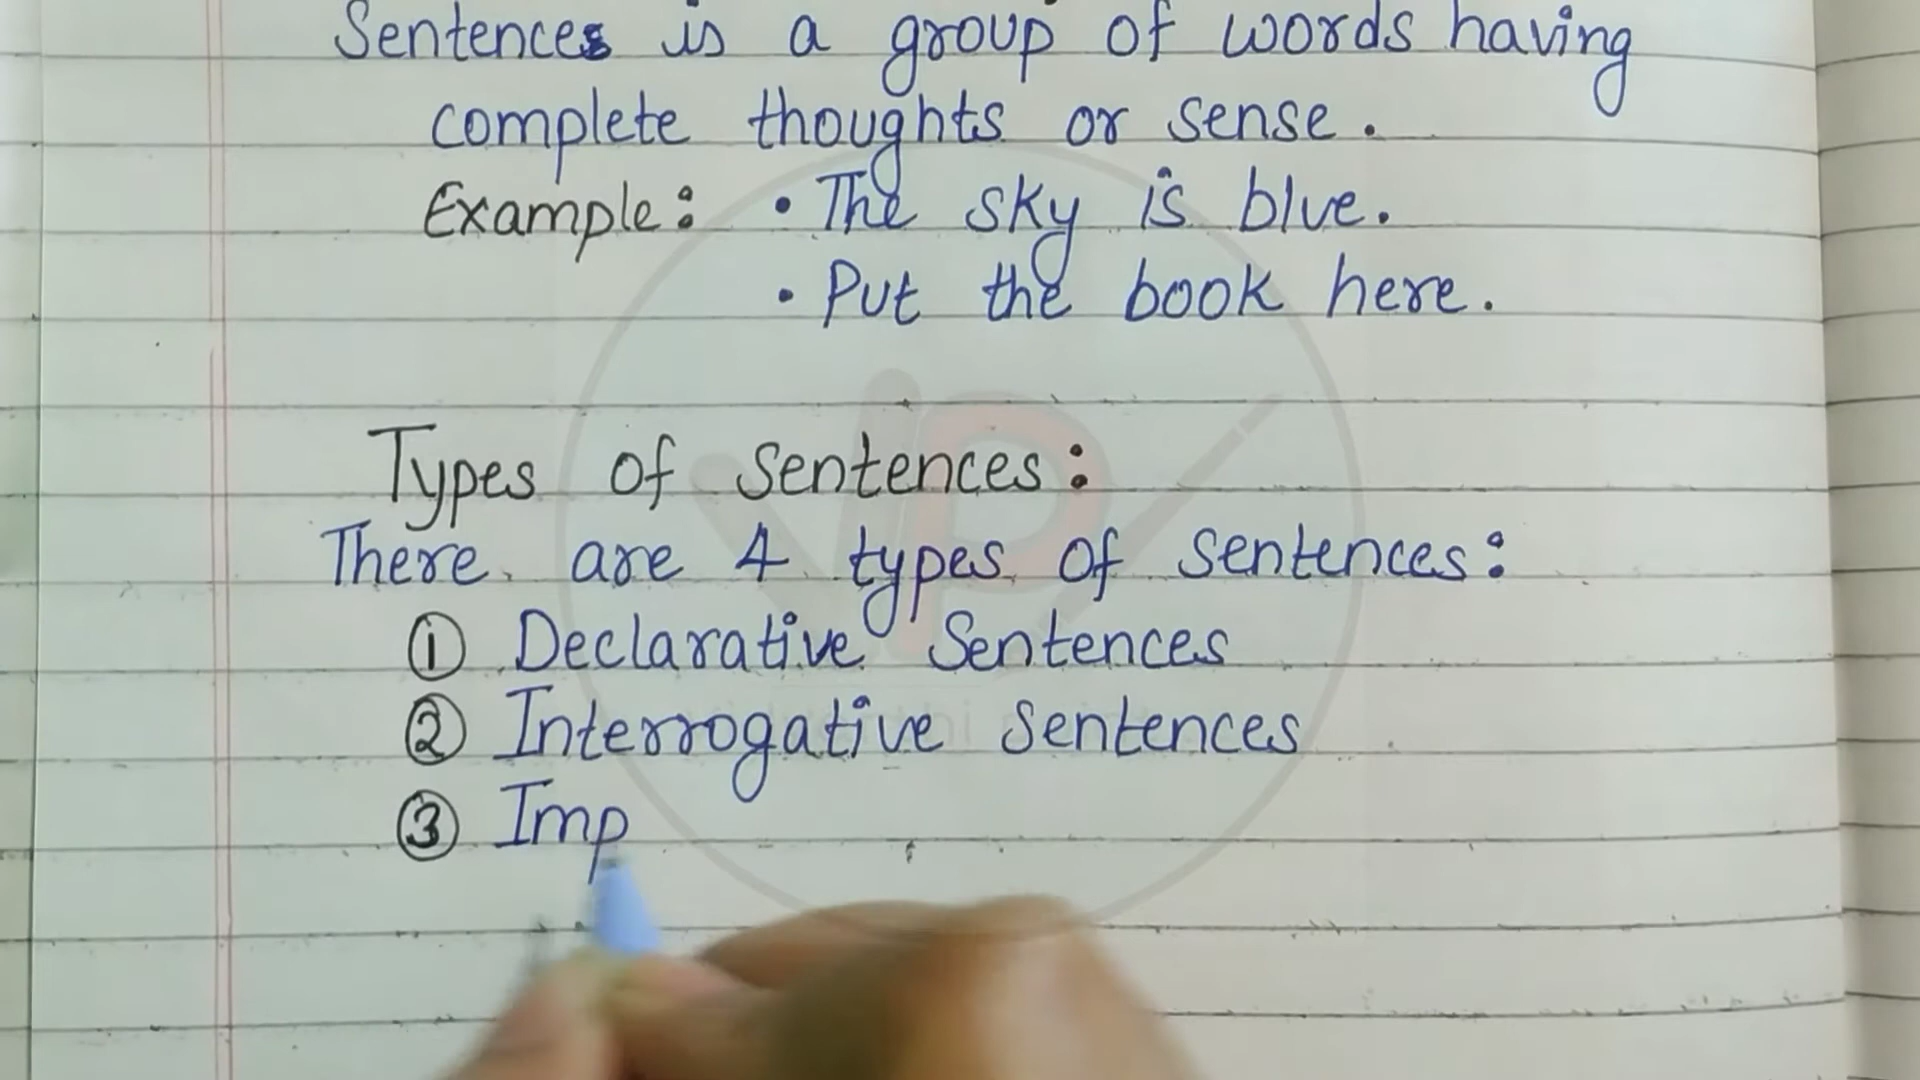 Sentences is a group of words having
complete thoughts or sense.
Example: • The sky is blue.
• Put the book here.
Types of Sentences:
There are 4 types of sentences:
① Declarative Sentences
② Interrogative Sentences
③ Imp